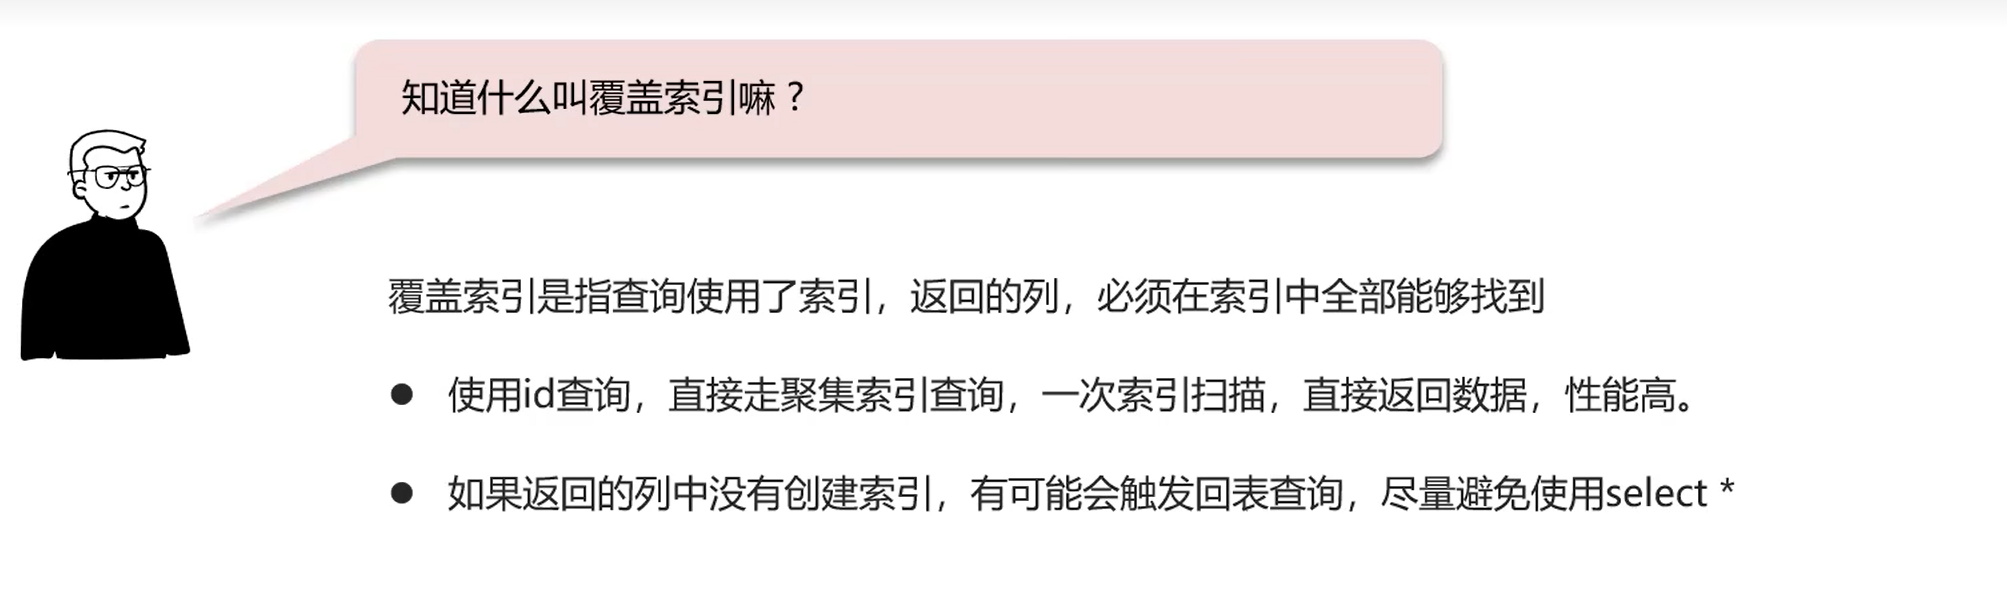 知道什么叫覆盖索引嘛？
覆盖索引是指查询使用了索引，返回的列，必须在索引中全部能够找到
● 使用id查询，直接走聚集索引查询，一次索引扫描，直接返回数据，性能高。
● 如果返回的列中没有创建索引，有可能会触发回表查询，尽量避免使用select *